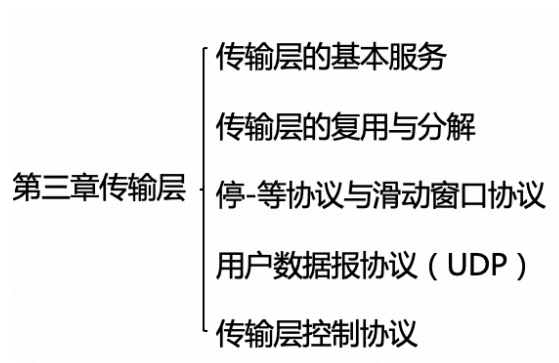 传输层的基本服务
传输层的复用与分解
第三章传输层
停-等协议与滑动窗口协议
用户数据报协议（UDP）
传输层控制协议